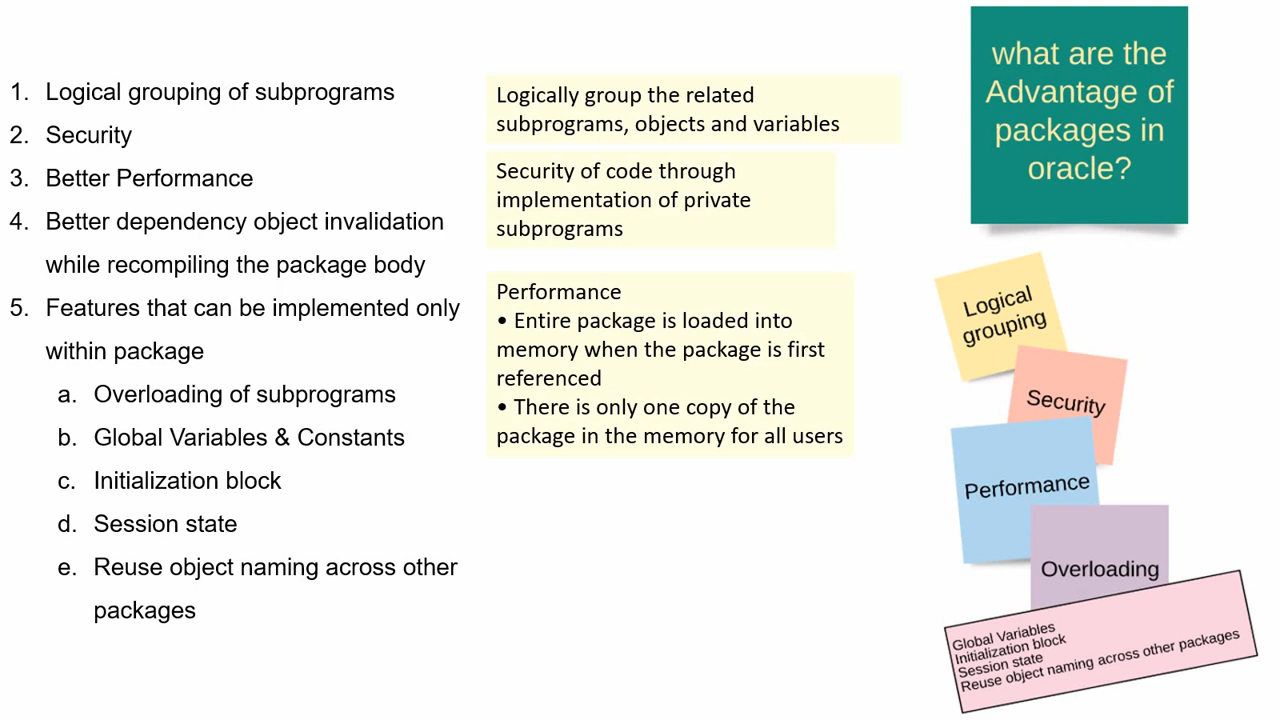 1. Logical grouping of subprograms
2. Security
3. Better Performance
4. Better dependency object invalidation
while recompiling the package body
5. Features that can be implemented only
within package
a. Overloading of subprograms
b. Global Variables & Constants
c. Initialization block
d. Session state
e. Reuse object naming across other
packages
Logically group the related
subprograms, objects and variables
Security of code through
implementation of private
subprograms
Performance
• Entire package is loaded into
memory when the package is first
referenced
• There is only one copy of the
package in the memory for all users
what are the
Advantage of
packages in
oracle?
Logical
grouping
Security
Performance
Overloading
Global Variables
Initialization block
Session state
Reuse object naming across other packages